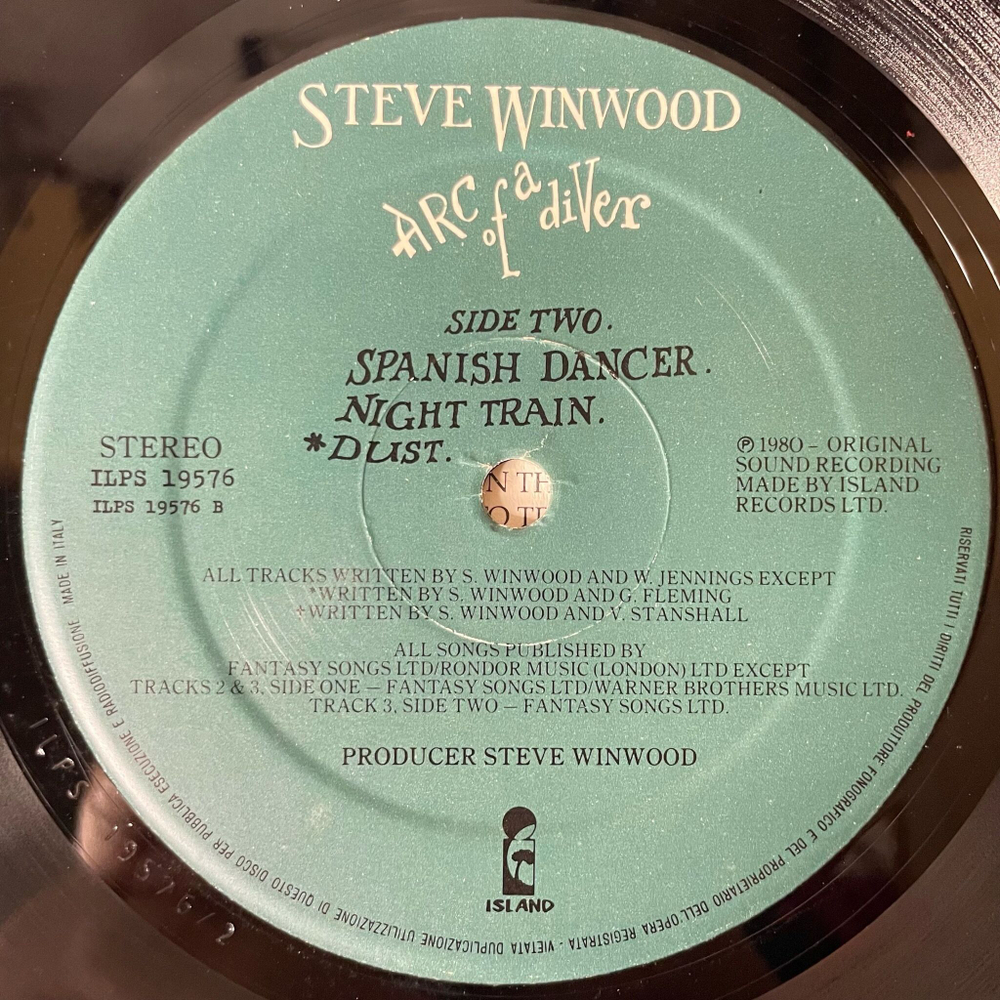 STEVE WINWOOD
ARC of a diVer
SIDE TWO.
SPANISH DANCER.
NIGHT TRAIN.
*DUST.
STEREO
ILPS 19576
ILPS 19576 B
℗ 1980 – ORIGINAL
SOUND RECORDING
MADE BY ISLAND
RECORDS LTD.
N TH
O T
ALL TRACKS WRITTEN BY S. WINWOOD AND W. JENNINGS EXCEPT
*WRITTEN BY S. WINWOOD AND G. FLEMING
+WRITTEN BY S. WINWOOD AND V. STANSHALL
ALL SONGS PUBLISHED BY
FANTASY SONGS LTD/RONDOR MUSIC (LONDON) LTD EXCEPT
TRACKS 2 & 3, SIDE ONE – FANTASY SONGS LTD/WARNER BROTHERS MUSIC LTD.
TRACK 3, SIDE TWO – FANTASY SONGS LTD.
PRODUCER STEVE WINWOOD
ISLAND
RISERVATI TUTTI I DIRITTI DEL PRODUTTORE FONOGRAFICO E DEL PROPRIETARIO DELL'OPERA REGISTRATA - VIETATA DUPLICAZIONE UTILIZZAZIONE DI QUESTO DISCO PER PUBBLICA ESECUZIONE E RADIODIFFUSIONE MADE IN ITALY
ILPS 19576/2